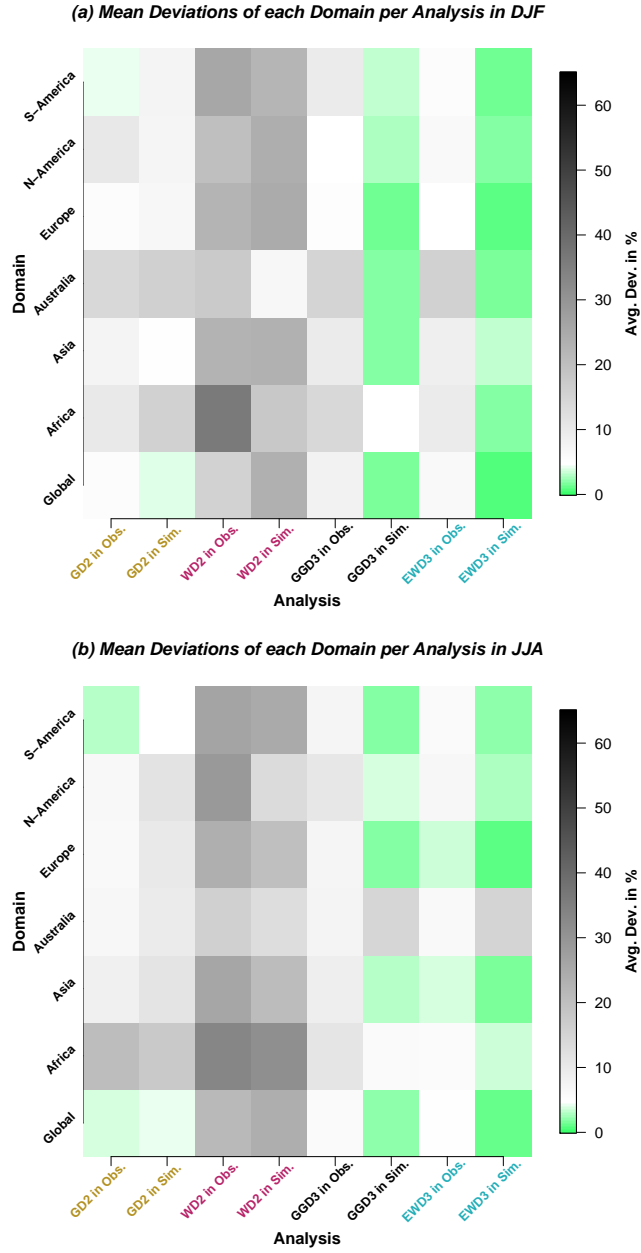 (a) Mean Deviations of each Domain per Analysis in DJF
S−America
N−America
Europe
Australia
Asia
Africa
Global
Domain
GD2 in Obs.
GD2 in Sim.
WD2 in Obs.
WD2 in Sim.
GGD3 in Obs.
GGD3 in Sim.
EWD3 in Obs.
EWD3 in Sim.
Analysis
60
50
40
30
20
10
0
Avg. Dev. in %
(b) Mean Deviations of each Domain per Analysis in JJA
S−America
N−America
Europe
Australia
Asia
Africa
Global
Domain
GD2 in Obs.
GD2 in Sim.
WD2 in Obs.
WD2 in Sim.
GGD3 in Obs.
GGD3 in Sim.
EWD3 in Obs.
EWD3 in Sim.
Analysis
60
50
40
30
20
10
0
Avg. Dev. in %